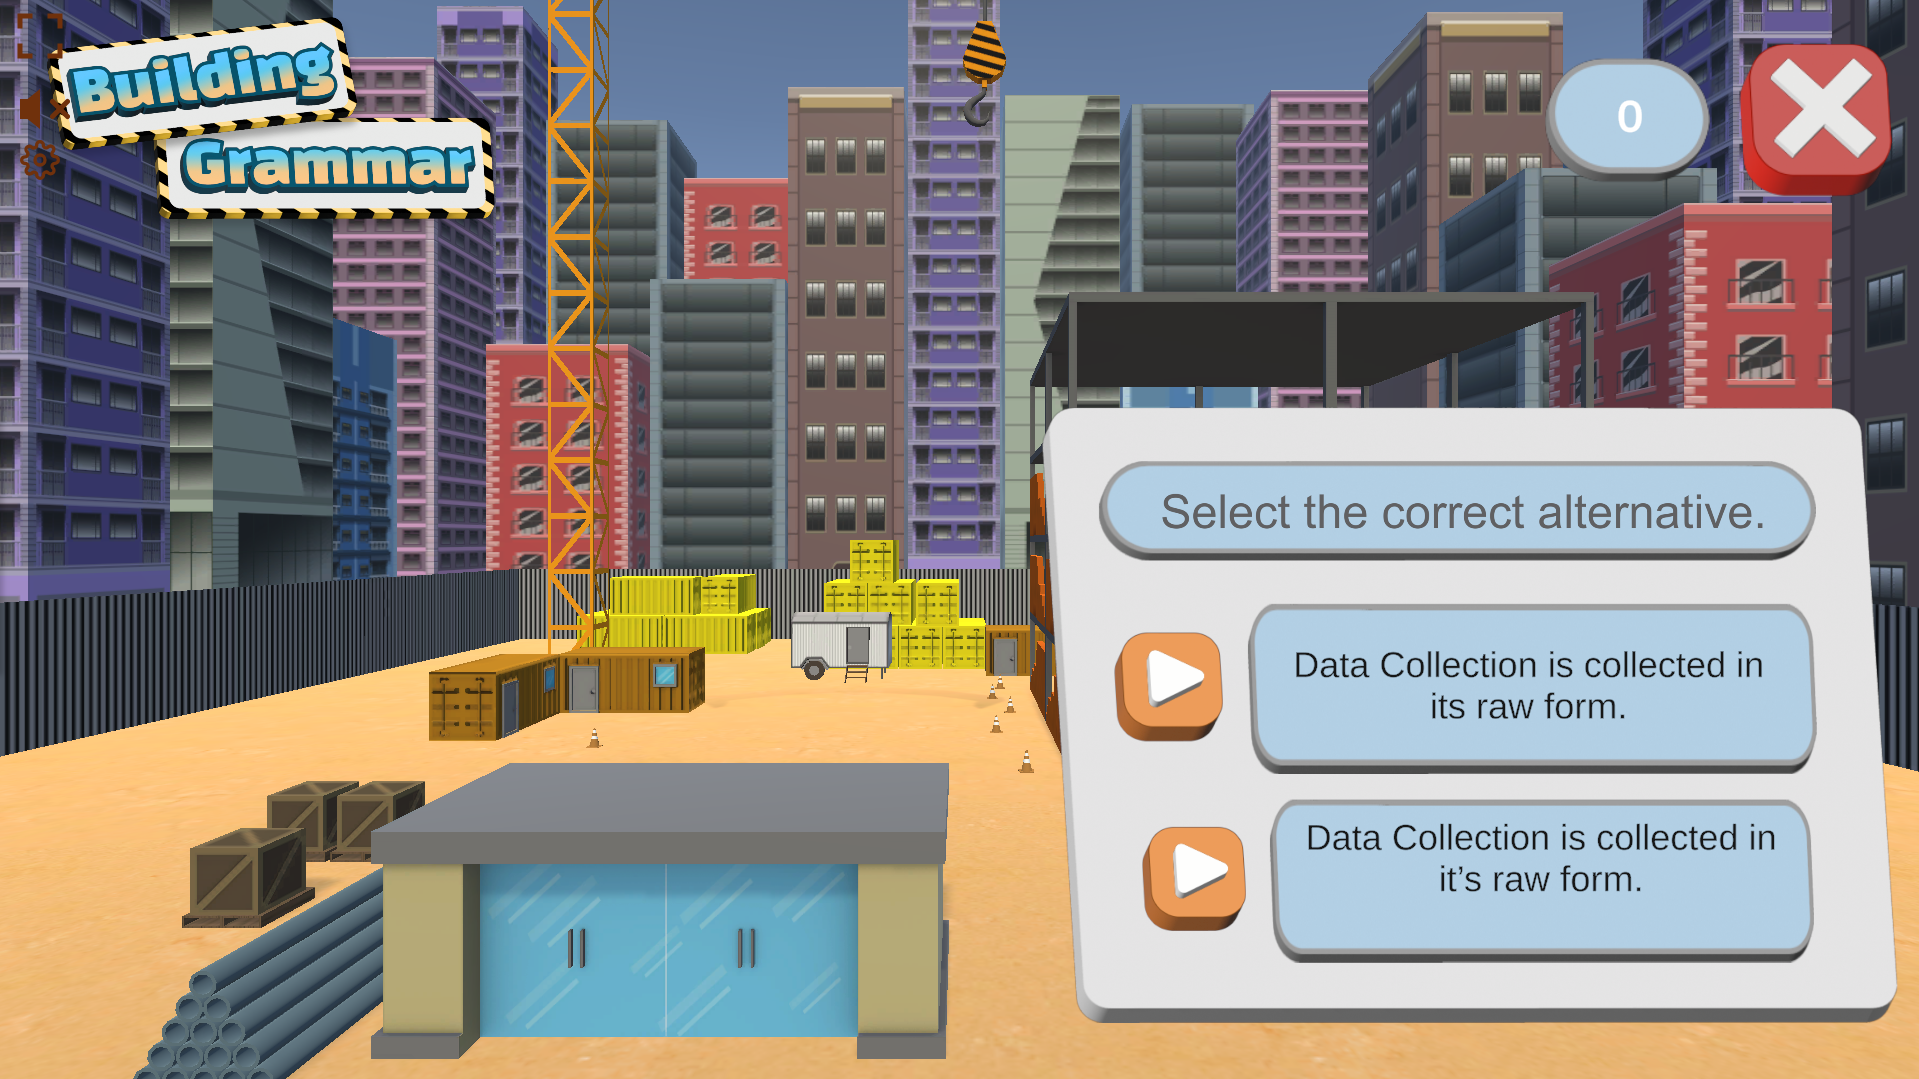 Building
Grammar
0
Select the correct alternative.
Data Collection is collected in
its raw form.
Data Collection is collected in
it’s raw form.